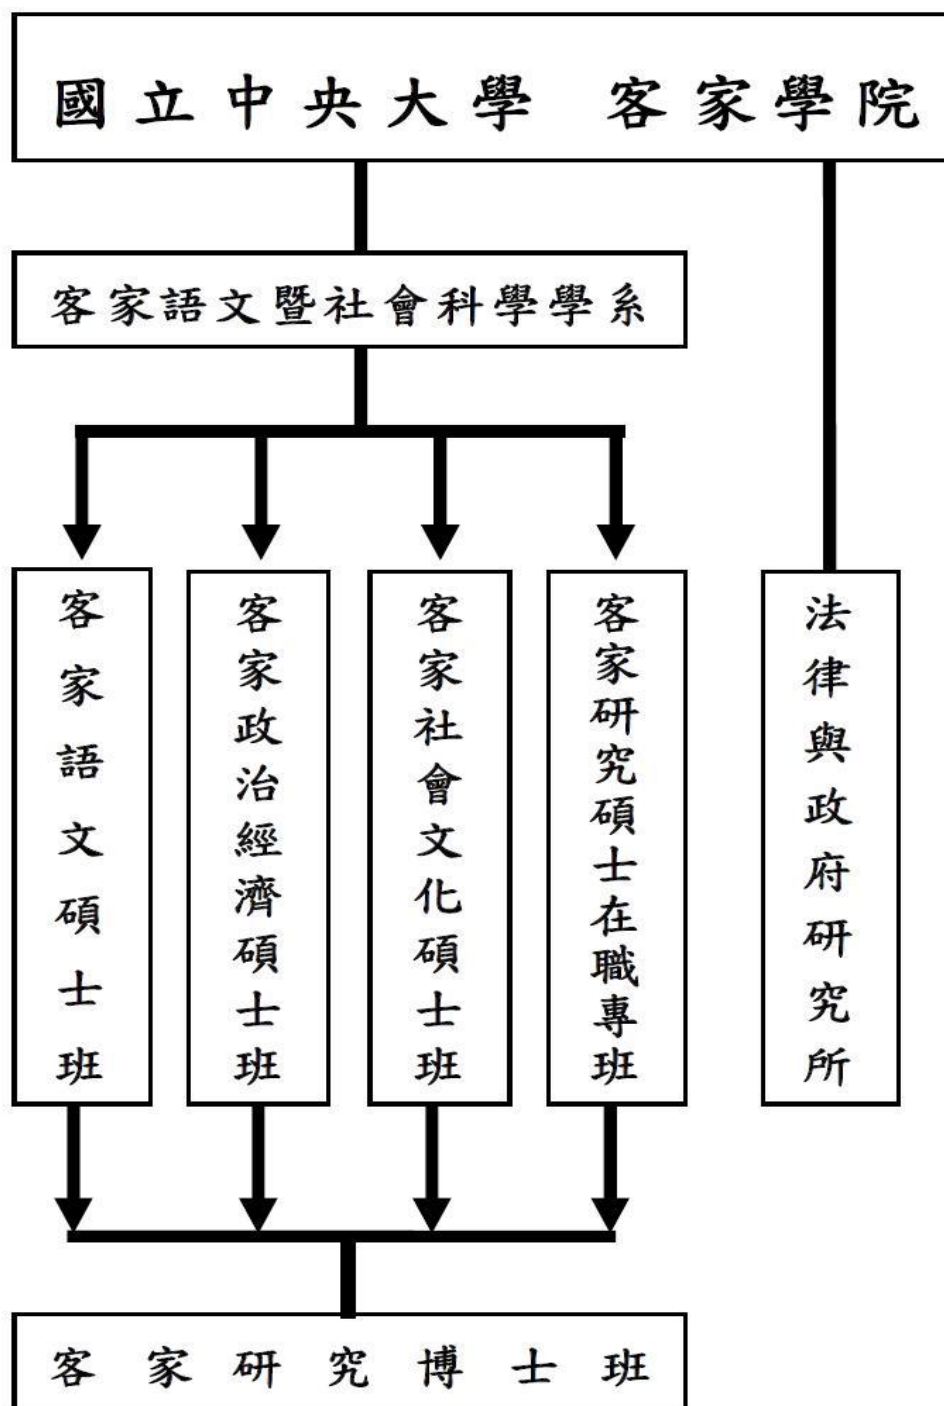 國立中央大學 客家學院
客家語文暨社會科學學系
客家語文碩士班
客家政治經濟碩士班
客家社會文化碩士班
客家研究碩士在職專班
法律與政府研究所
客家研究博士班